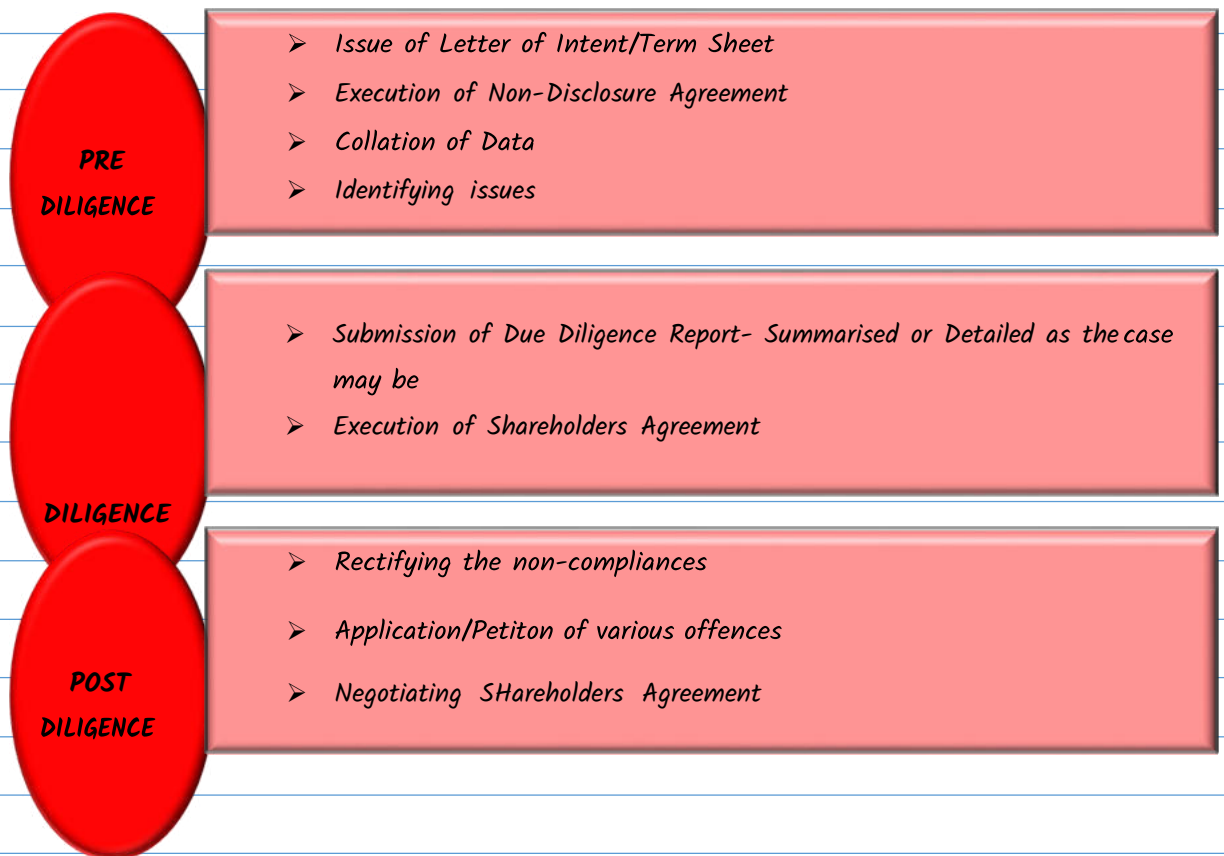 PRE
DILIGENCE
➢ Issue of Letter of Intent/Term Sheet
➢ Execution of Non-Disclosure Agreement
➢ Collation of Data
➢ Identifying issues
DILIGENCE
➢ Submission of Due Diligence Report- Summarised or Detailed as the case
may be
➢ Execution of Shareholders Agreement
POST
DILIGENCE
➢ Rectifying the non-compliances
➢ Application/Petiton of various offences
➢ Negotiating SHareholders Agreement